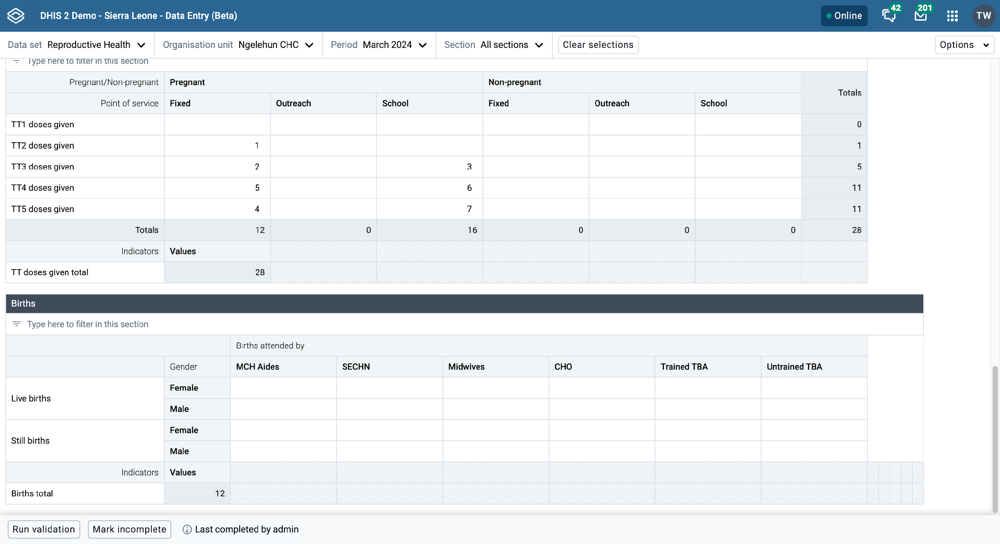 DHIS 2 Demo - Sierra Leone - Data Entry (Beta) Online 42 201 TW
Data set Reproductive Health Organisation unit Ngelehun CHC Period March 2024 Section All sections Clear selections Options
Type here to filter in this section
Pregnant/Non-pregnant Pregnant Non-pregnant Totals
Point of service Fixed Outreach School Fixed Outreach School
TT1 doses given 0
TT2 doses given 1 1
TT3 doses given 2 3 5
TT4 doses given 5 6 11
TT5 doses given 4 7 11
Totals 12 0 16 0 0 0 28
Indicators Values
TT doses given total 28
Births
Type here to filter in this section
Births attended by
Gender MCH Aides SECHN Midwives CHO Trained TBA Untrained TBA
Live births Female
Male
Still births Female
Male
Indicators Values
Births total 12
Run validation Mark incomplete Last completed by admin